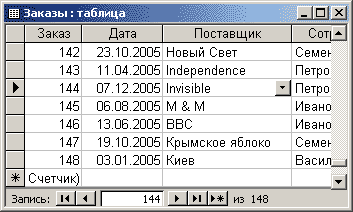 Заказы : таблица
Заказ Дата Поставщик Сот
142 23.10.2005 Новый Свет Семен
143 11.04.2005 Independence Петро
144 07.12.2005 Invisible Петро
145 06.08.2005 M & M Ивано
146 13.06.2005 BBC Ивано
147 19.10.2005 Крымское яблоко Семен
148 03.01.2005 Киев Васил
Счетчик)
Запись: 144 из 148